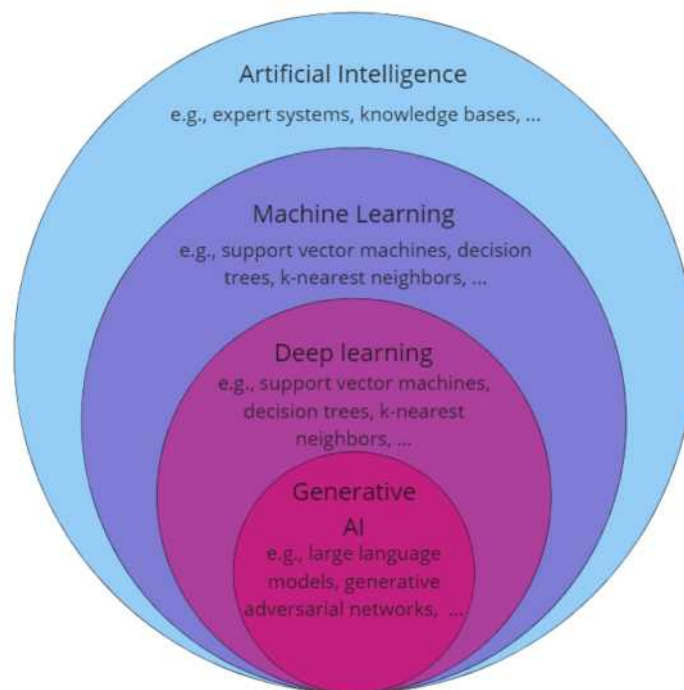 Artificial Intelligence
e.g., expert systems, knowledge bases, ...
Machine Learning
e.g., support vector machines, decision
trees, k-nearest neighbors, ...
Deep learning
e.g., support vector machines,
decision trees, k-nearest
neighbors, ...
Generative
AI
e.g., large language
models, generative
adversarial networks, ...